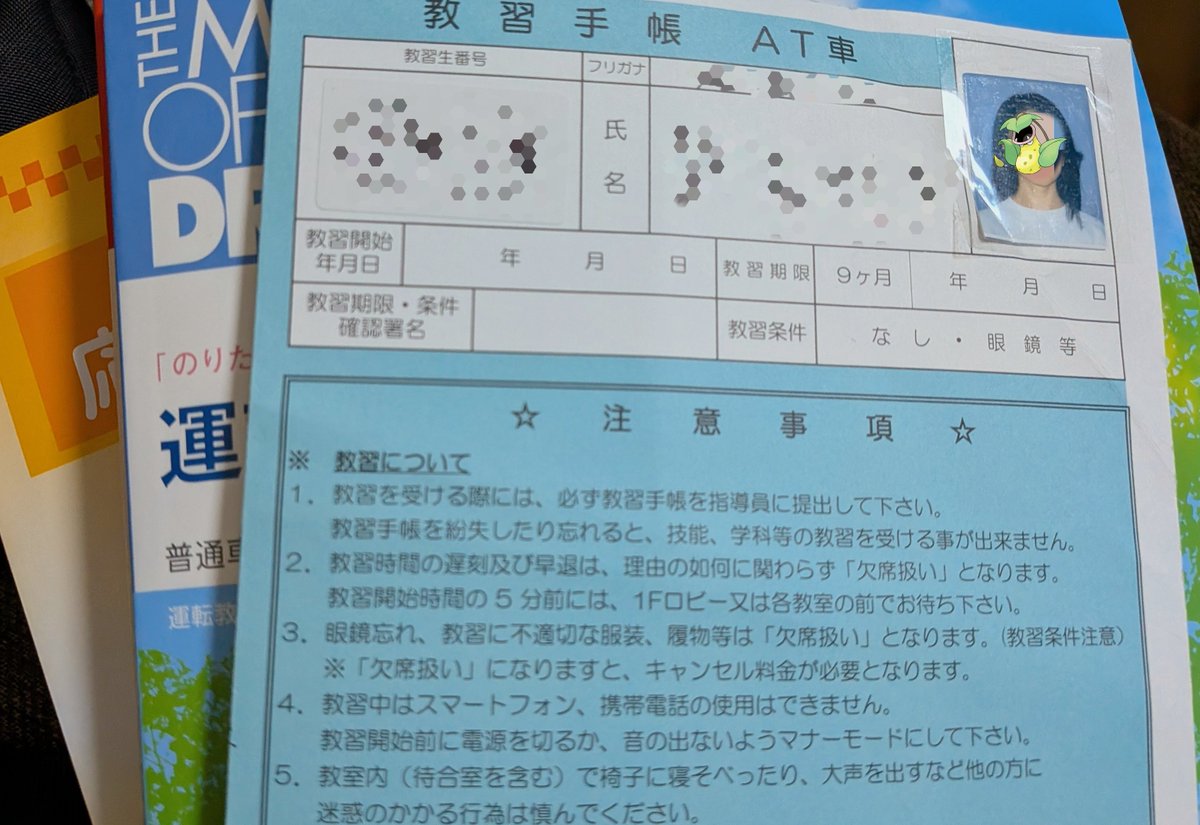 教習手帳 AT車
教習生番号
フリガナ
氏名
教習開始
年月日
年 月 日
教習期限
9ヶ月
年 月 日
教習期限・条件
確認署名
教習条件
なし・眼鏡等
☆ 注意事項 ☆
※ 教習について
1. 教習を受ける際には、必ず教習手帳を指導員に提出して下さい。
教習手帳を紛失したり忘れると、技能、学科等の教習を受ける事が出来ません。
2. 教習時間の遅刻及び早退は、理由の如何に関わらず「欠席扱い」となります。
教習開始時間の5分前には、1Fロビー又は各教室の前でお待ち下さい。
3. 眼鏡忘れ、教習に不適切な服装、履物等は「欠席扱い」となります。(教習条件注意)
※「欠席扱い」になりますと、キャンセル料金が必要となります。
4. 教習中はスマートフォン、携帯電話の使用はできません。
教習開始前に電源を切るか、音の出ないようマナーモードにして下さい。
5. 教室内(待合室を含む)で椅子に寝そべったり、大声を出すなど他の方に
迷惑のかかる行為は慎んでください。
THE
M
OF
DR
「のりた
運
普通車
運転教